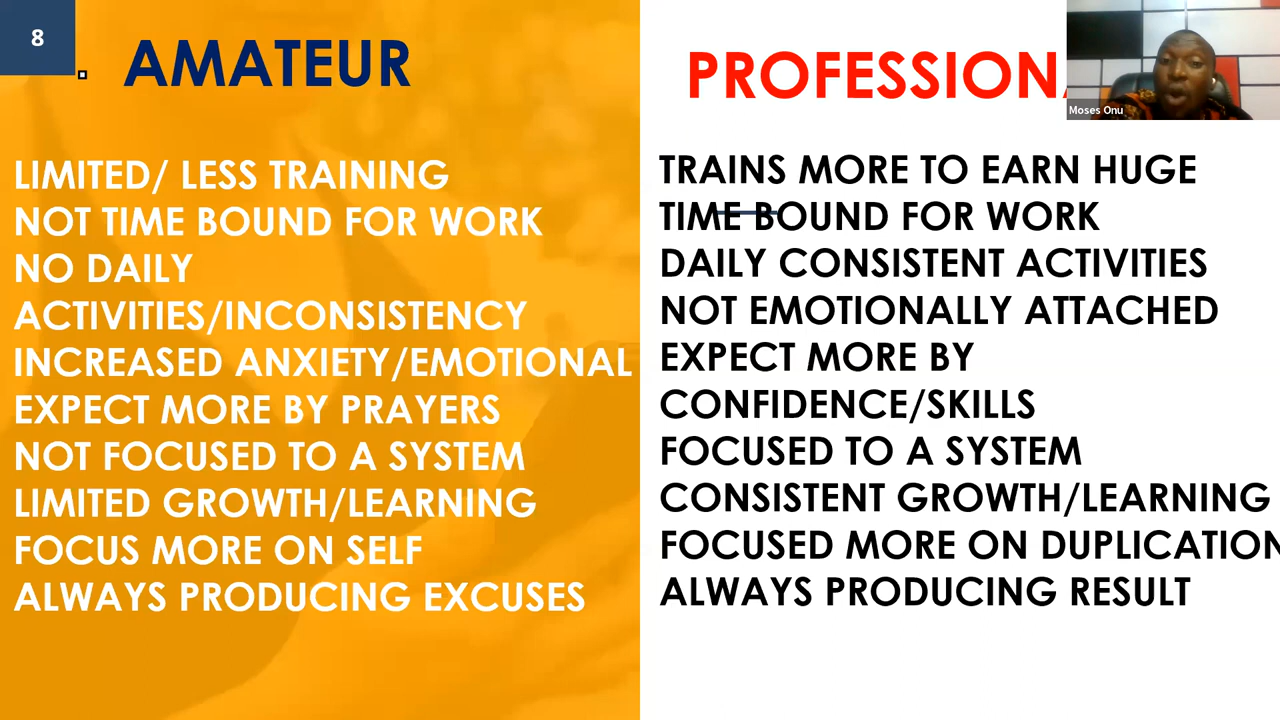 8
. AMATEUR
LIMITED/ LESS TRAINING
NOT TIME BOUND FOR WORK
NO DAILY
ACTIVITIES/INCONSISTENCY
INCREASED ANXIETY/EMOTIONAL
EXPECT MORE BY PRAYERS
NOT FOCUSED TO A SYSTEM
LIMITED GROWTH/LEARNING
FOCUS MORE ON SELF
ALWAYS PRODUCING EXCUSES
PROFESSIONA
Moses Onu
TRAINS MORE TO EARN HUGE
TIME BOUND FOR WORK
DAILY CONSISTENT ACTIVITIES
NOT EMOTIONALLY ATTACHED
EXPECT MORE BY
CONFIDENCE/SKILLS
FOCUSED TO A SYSTEM
CONSISTENT GROWTH/LEARNING
FOCUSED MORE ON DUPLICATION
ALWAYS PRODUCING RESULT